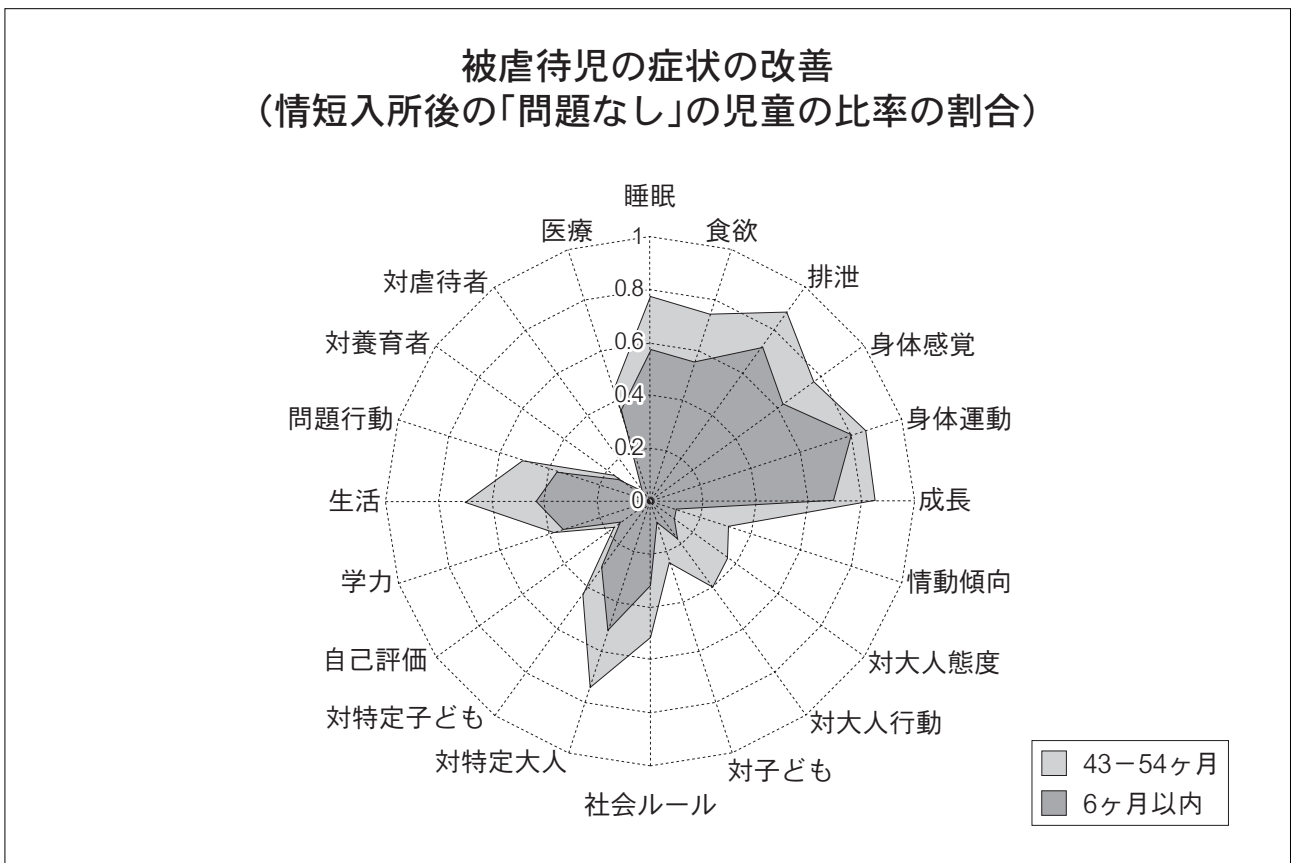 被虐待児の症状の改善
（情短入所後の「問題なし」の児童の比率の割合）
睡眠
医療
食欲
対虐待者
排泄
対養育者
身体感覚
問題行動
身体運動
生活
成長
学力
情動傾向
自己評価
対大人態度
対特定子ども
対大人行動
対特定大人
対子ども
社会ルール
1
0.8
0.6
0.4
0.2
0
43－54ヶ月
6ヶ月以内